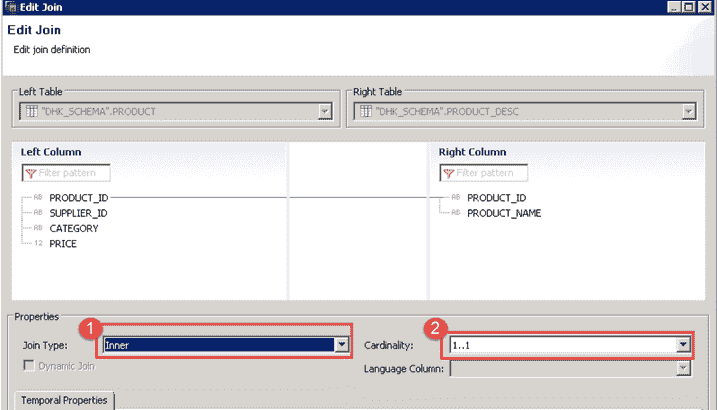 Edit Join
Edit Join
Edit join definition
Left Table
"DHK_SCHEMA".PRODUCT
Right Table
"DHK_SCHEMA".PRODUCT_DESC
Left Column
Right Column
Filter pattern
Filter pattern
AB PRODUCT_ID
AB PRODUCT_ID
AB SUPPLIER_ID
AB PRODUCT_NAME
AB CATEGORY
12 PRICE
Properties
1
2
Join Type:
Inner
Cardinality:
1..1
Dynamic Join
Language Column:
Temporal Properties